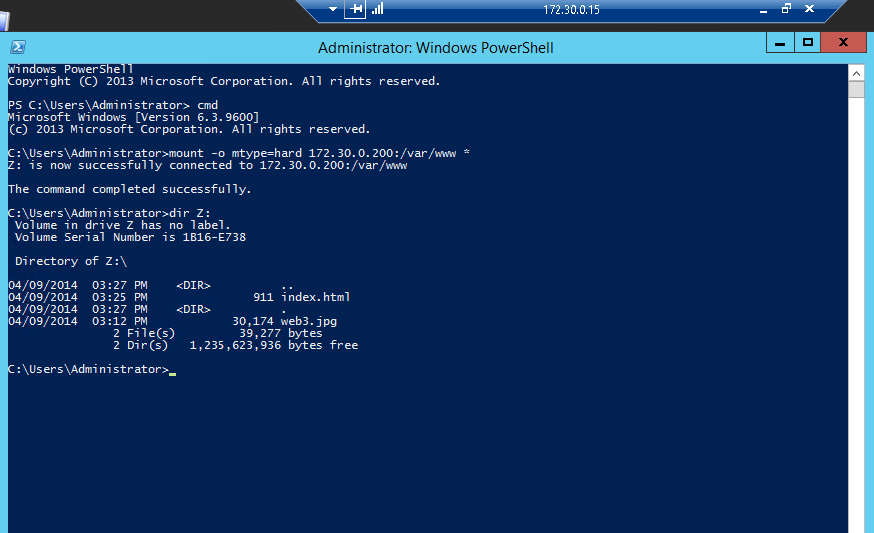 172.30.0.15
Administrator: Windows PowerShell
Windows PowerShell
Copyright (C) 2013 Microsoft Corporation. All rights reserved.
PS C:\Users\Administrator> cmd
Microsoft Windows [Version 6.3.9600]
(c) 2013 Microsoft Corporation. All rights reserved.
C:\Users\Administrator>mount -o mtype=hard 172.30.0.200:/var/www *
Z: is now successfully connected to 172.30.0.200:/var/www
The command completed successfully.
C:\Users\Administrator>dir Z:
Volume in drive Z has no label.
Volume Serial Number is 1B16-E738
Directory of Z:\
04/09/2014 03:27 PM <DIR> ..
04/09/2014 03:25 PM 911 index.html
04/09/2014 03:27 PM <DIR> .
04/09/2014 03:12 PM 30,174 web3.jpg
2 File(s) 39,277 bytes
2 Dir(s) 1,235,623,936 bytes free
C:\Users\Administrator>_